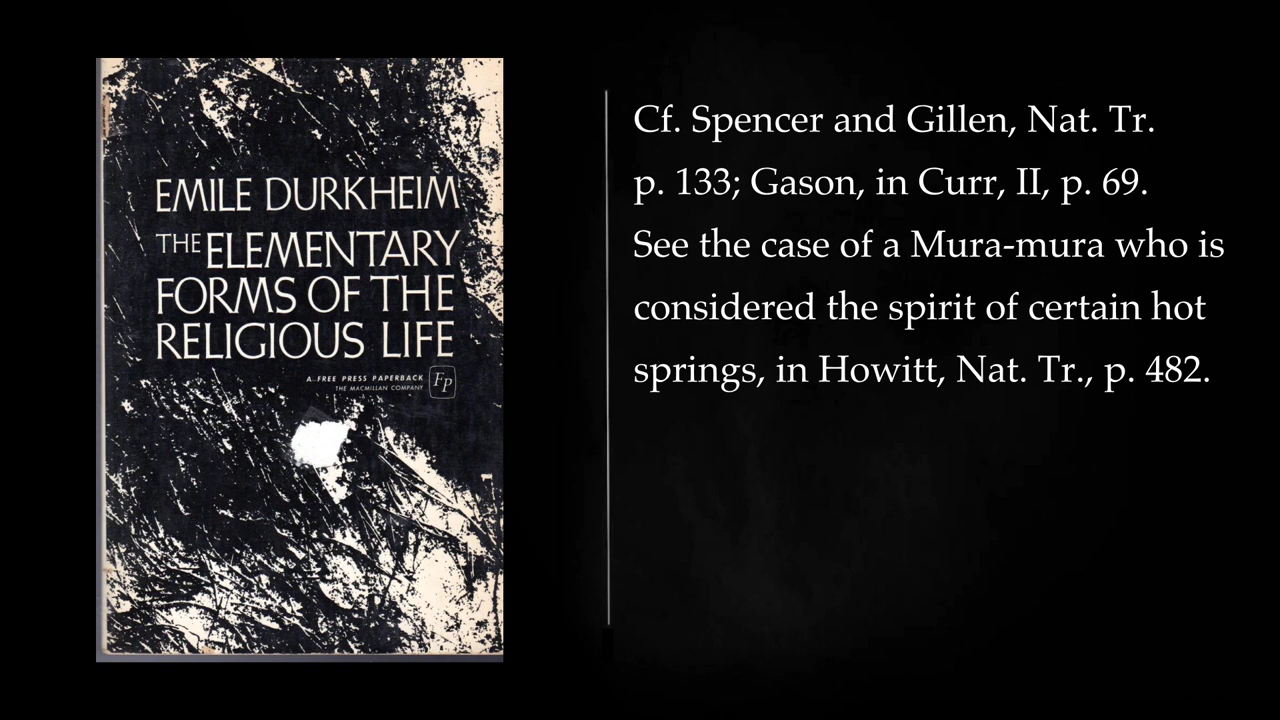 EMILE DURKHEIM
THE ELEMENTARY
FORMS OF THE
RELIGIOUS LIFE
A FREE PRESS PAPERBACK
THE MACMILLAN COMPANY
Fp
Cf. Spencer and Gillen, Nat. Tr.
p. 133; Gason, in Curr, II, p. 69.
See the case of a Mura-mura who is
considered the spirit of certain hot
springs, in Howitt, Nat. Tr., p. 482.